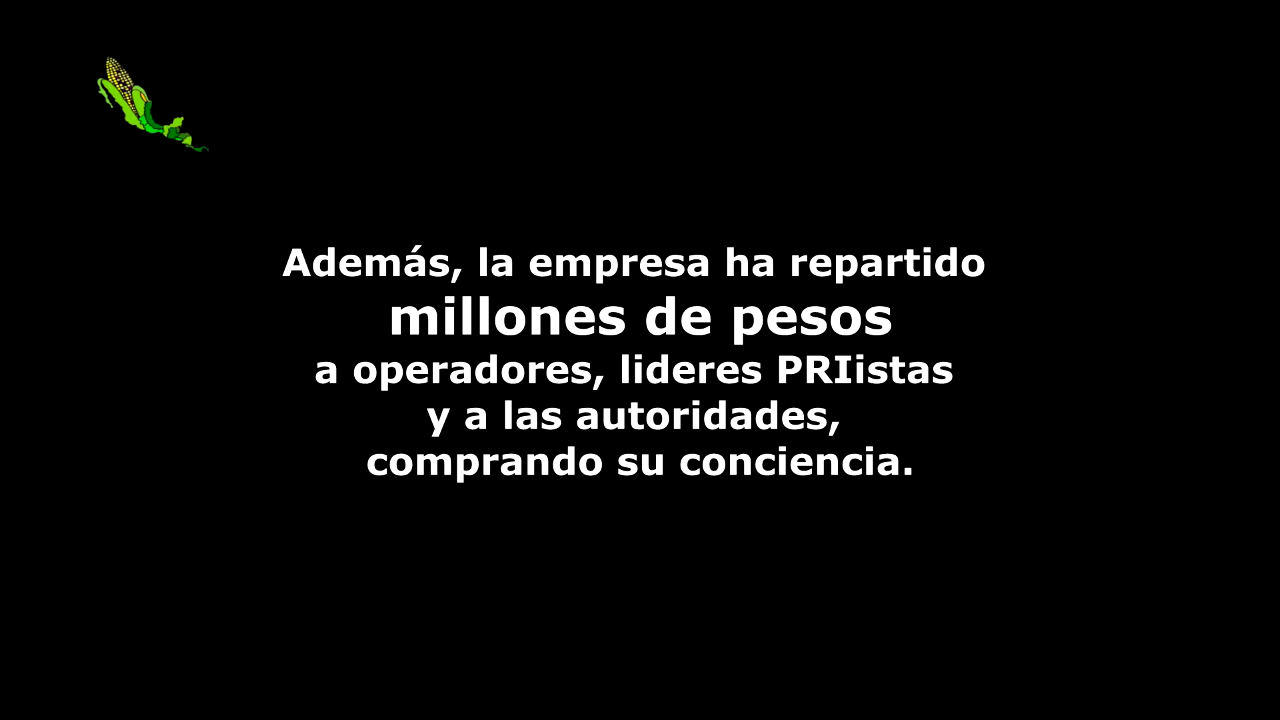 Además, la empresa ha repartido
millones de pesos
a operadores, lideres PRIistas
y a las autoridades,
comprando su conciencia.